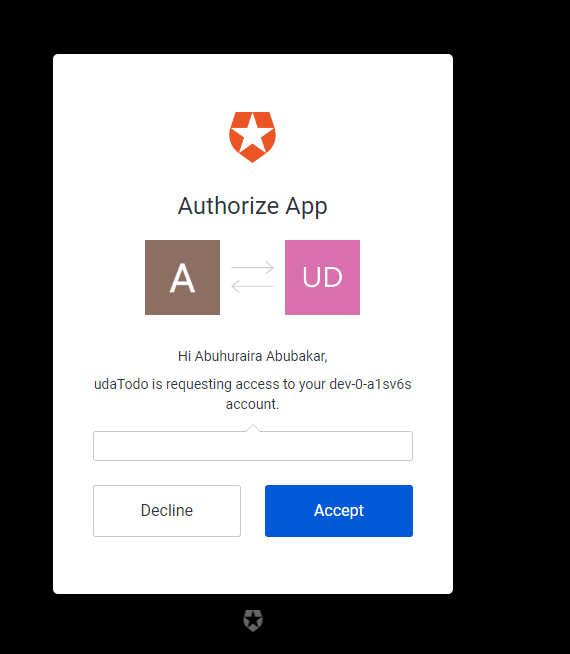 Authorize App
A
UD
Hi Abuhuraira Abubakar,
udaTodo is requesting access to your dev-0-a1sv6s
account.
Decline
Accept